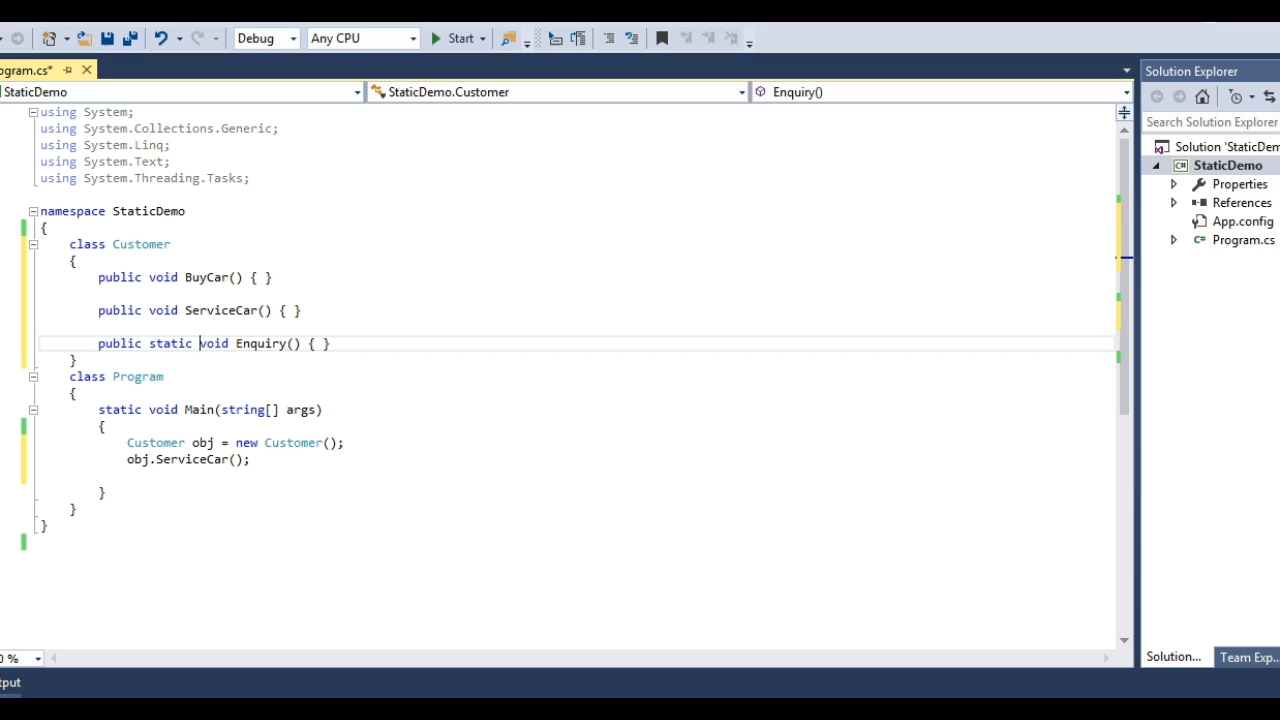 Debug Any CPU Start
ogram.cs*
StaticDemo StaticDemo.Customer Enquiry()
using System;
using System.Collections.Generic;
using System.Linq;
using System.Text;
using System.Threading.Tasks;
namespace StaticDemo
{
class Customer
{
public void BuyCar() { }
public void ServiceCar() { }
public static void Enquiry() { }
}
class Program
{
static void Main(string[] args)
{
Customer obj = new Customer();
obj.ServiceCar();
}
}
}
0 %
tput
Solution Explorer
Search Solution Explorer
Solution 'StaticDem
C# StaticDemo
Properties
References
App.config
C# Program.cs
Solution... Team Exp...